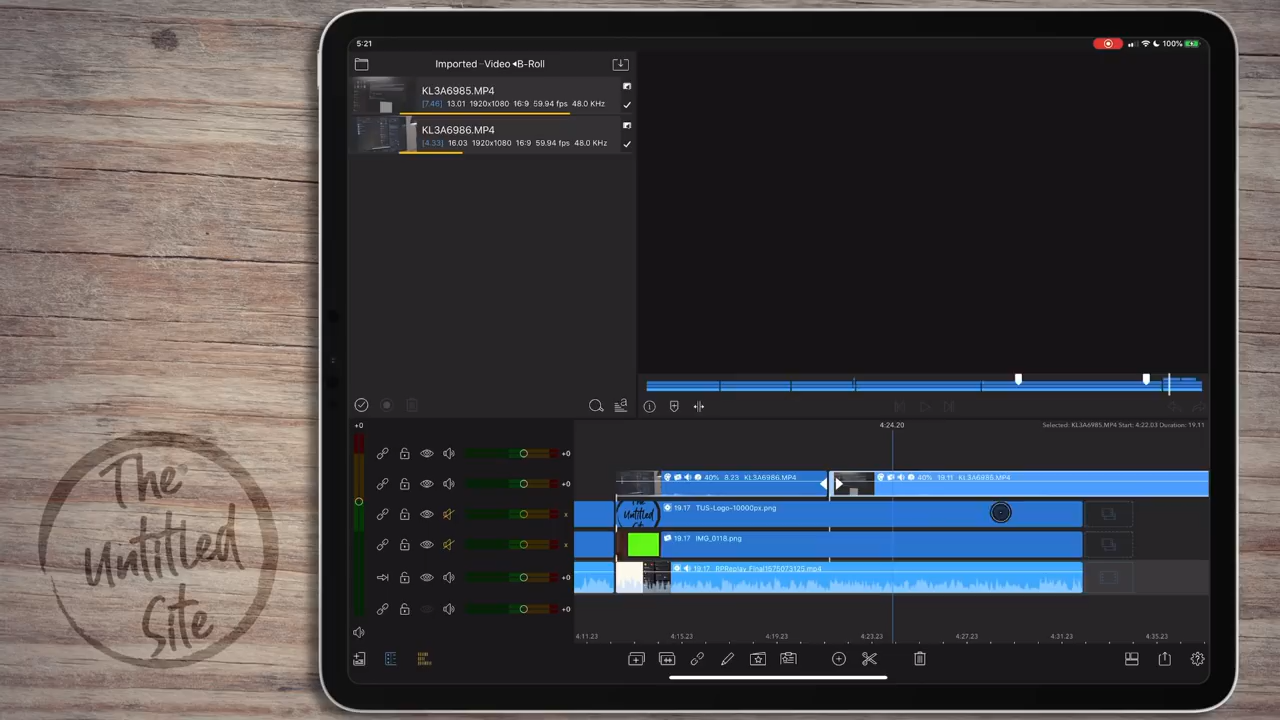 5:21
100%
Imported Video B-Roll
KL3A6985.MP4
[7.46] 13.01 1920x1080 16:9 59.94 fps 48.0 KHz
KL3A6986.MP4
[4.33] 16.03 1920x1080 16:9 59.94 fps 48.0 KHz
+0
4:24.20
Selected: KL3A6985.MP4 Start: 4:22.03 Duration: 19.11
+0
+0
40% 8.23 KL3A6986.MP4
40% 19.11 KL3A6985.MP4
x
19.17 TUS-Logo-10000px.png
x
19.17 IMG_0118.png
+0
19.17 RPReplay_Final1575073125.mp4
+0
4:11.23 4:15.23 4:19.23 4:23.23 4:27.23 4:31.23 4:35.23
The
Untitled
Site